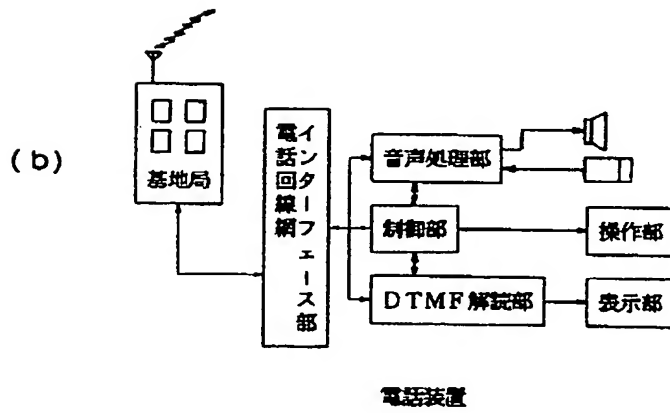 (b)
基地局
電話回線網
インターフェース部
音声処理部
制御部
操作部
DTMF解読部
表示部
電話装置